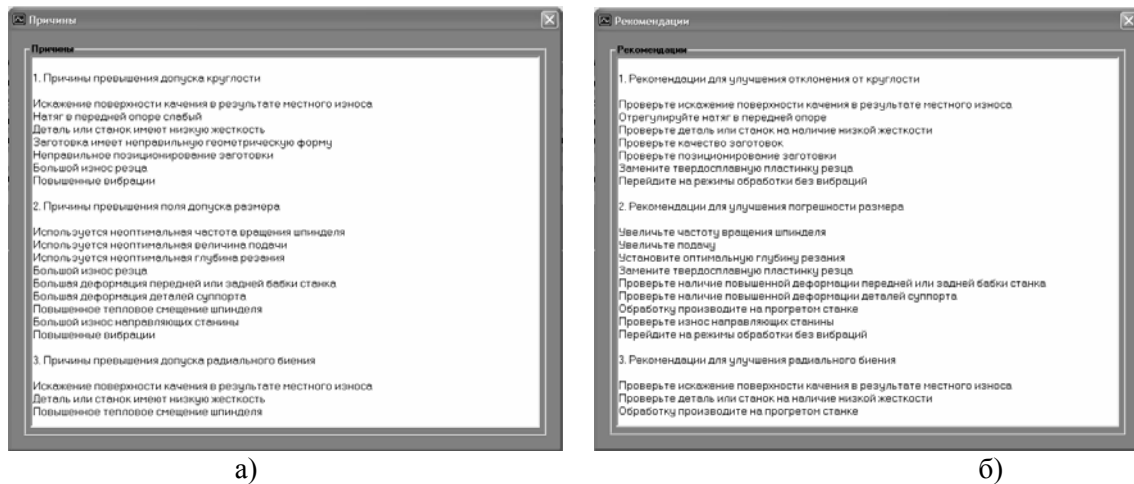 Причины
Причины
1. Причины превышения допуска круглости
Искажение поверхности качения в результате местного износа
Натяг в передней опоре слабый
Деталь или станок имеют низкую жесткость
Заготовка имеет неправильную геометрическую форму
Неправильное позиционирование заготовки
Большой износ резца
Повышенные вибрации
2. Причины превышения поля допуска размера
Используется неоптимальная частота вращения шпинделя
Используется неоптимальная величина подачи
Используется неоптимальная глубина резания
Большой износ резца
Большая деформация передней или задней бабки станка
Большая деформация деталей суппорта
Повышенное тепловое смещение шпинделя
Большой износ направляющих станины
Повышенные вибрации
3. Причины превышения допуска радиального биения
Искажение поверхности качения в результате местного износа
Деталь или станок имеют низкую жесткость
Повышенное тепловое смещение шпинделя
а)
Рекомендации
Рекомендации
1. Рекомендации для улучшения отклонения от круглости
Проверьте искажение поверхности качения в результате местного износа
Отрегулируйте натяг в передней опоре
Проверьте деталь или станок на наличие низкой жесткости
Проверьте качество заготовок
Проверьте позиционирование заготовки
Замените твердосплавную пластинку резца
Перейдите на режимы обработки без вибраций
2. Рекомендации для улучшения погрешности размера
Увеличьте частоту вращения шпинделя
Увеличьте подачу
Установите оптимальную глубину резания
Замените твердосплавную пластинку резца
Проверьте наличие повышенной деформации передней или задней бабки станка
Проверьте наличие повышенной деформации деталей суппорта
Обработку производите на прогретом станке
Проверьте износ направляющих станины
Перейдите на режимы обработки без вибраций
3. Рекомендации для улучшения радиального биения
Проверьте искажение поверхности качения в результате местного износа
Проверьте деталь или станок на наличие низкой жесткости
Обработку производите на прогретом станке
б)